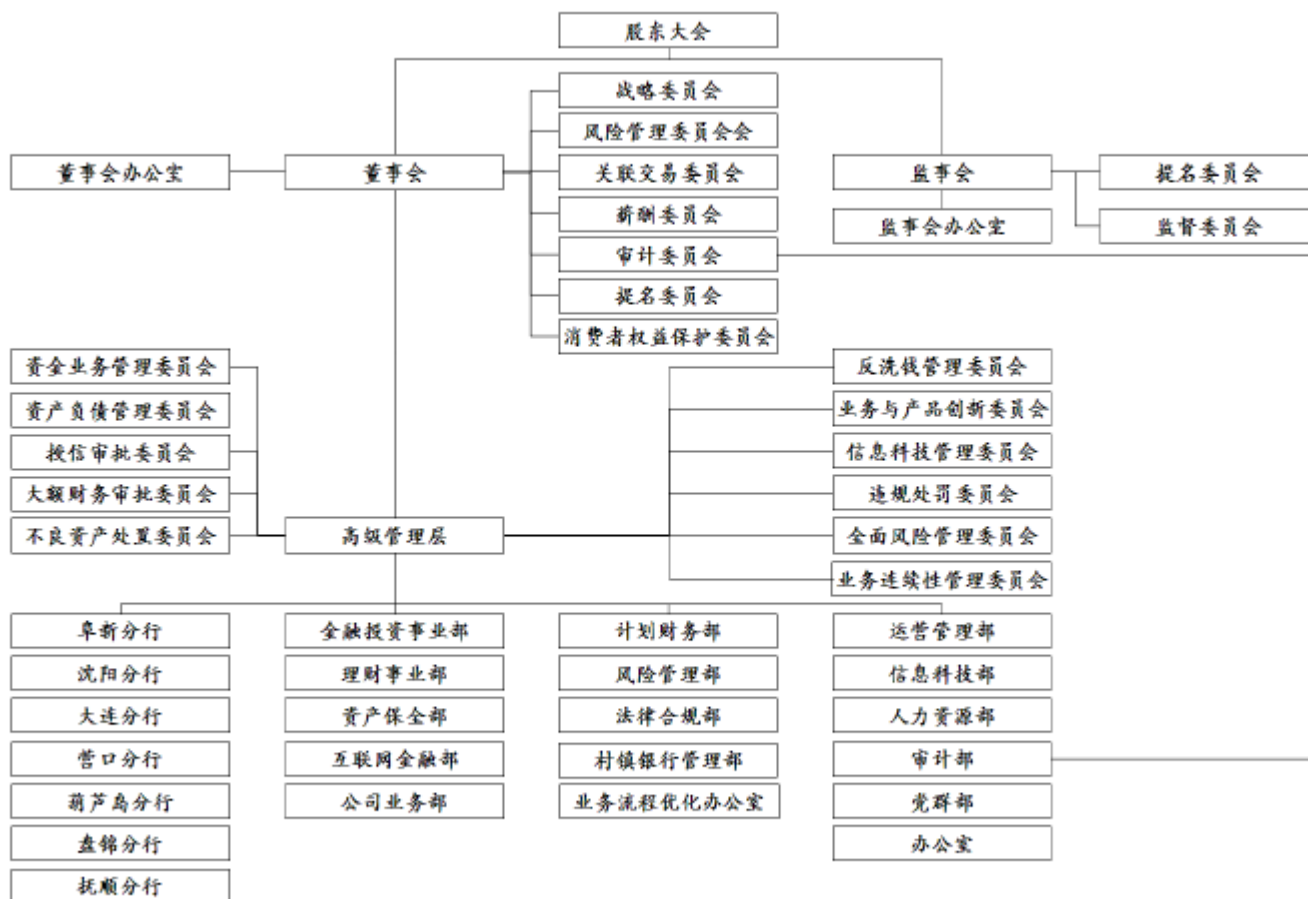 股东大会
战略委员会
风险管理委员会会
董事会办公室
董事会
关联交易委员会
监事会
提名委员会
薪酬委员会
监事会办公室
监督委员会
审计委员会
提名委员会
消费者权益保护委员会
资金业务管理委员会
反洗钱管理委员会
资产负债管理委员会
业务与产品创新委员会
授信审批委员会
信息科技管理委员会
大额财务审批委员会
违规处罚委员会
不良资产处置委员会
高级管理层
全面风险管理委员会
业务连续性管理委员会
阜新分行
金融投资事业部
计划财务部
运营管理部
沈阳分行
理财事业部
风险管理部
信息科技部
大连分行
资产保全部
法律合规部
人力资源部
营口分行
互联网金融部
村镇银行管理部
审计部
葫芦岛分行
公司业务部
业务流程优化办公室
党群部
盘锦分行
办公室
抚顺分行